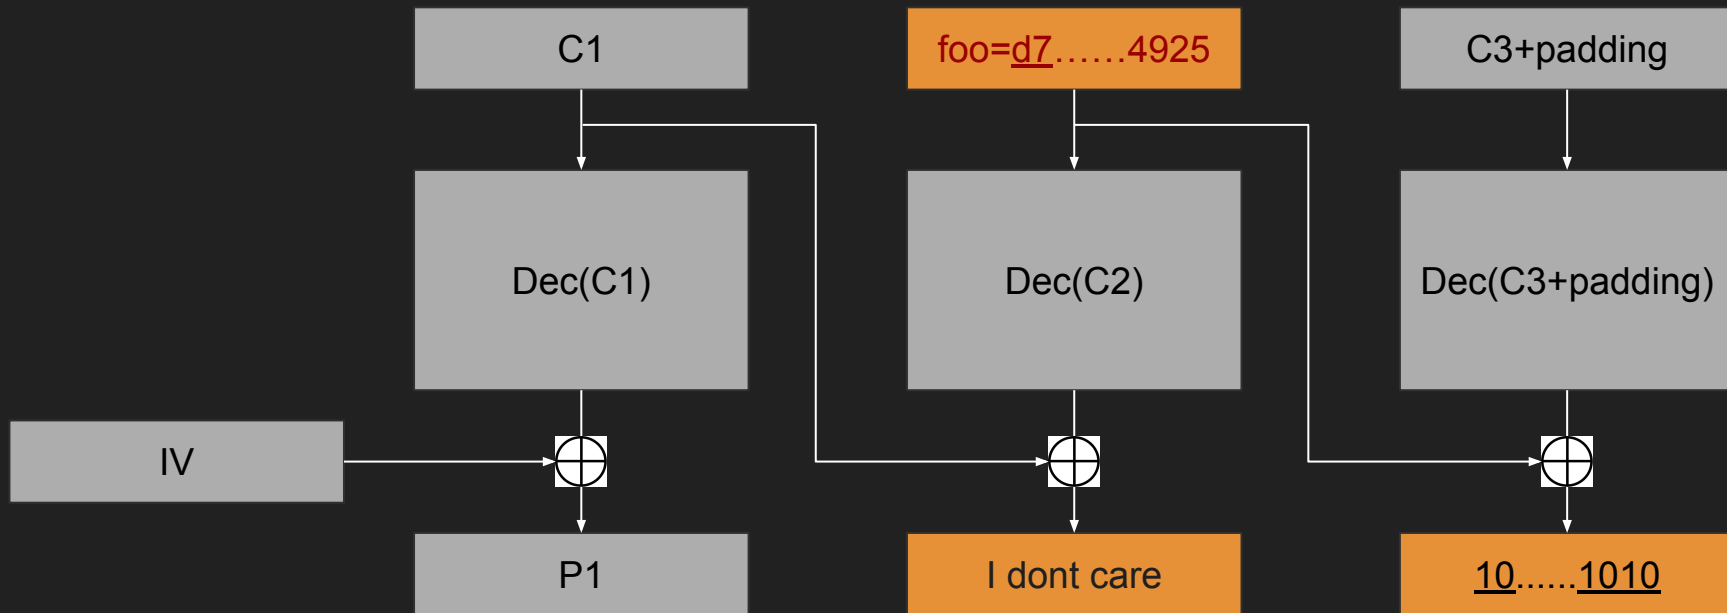 C1
foo=d7......4925
C3+padding
Dec(C1)
Dec(C2)
Dec(C3+padding)
IV
P1
I dont care
10......1010